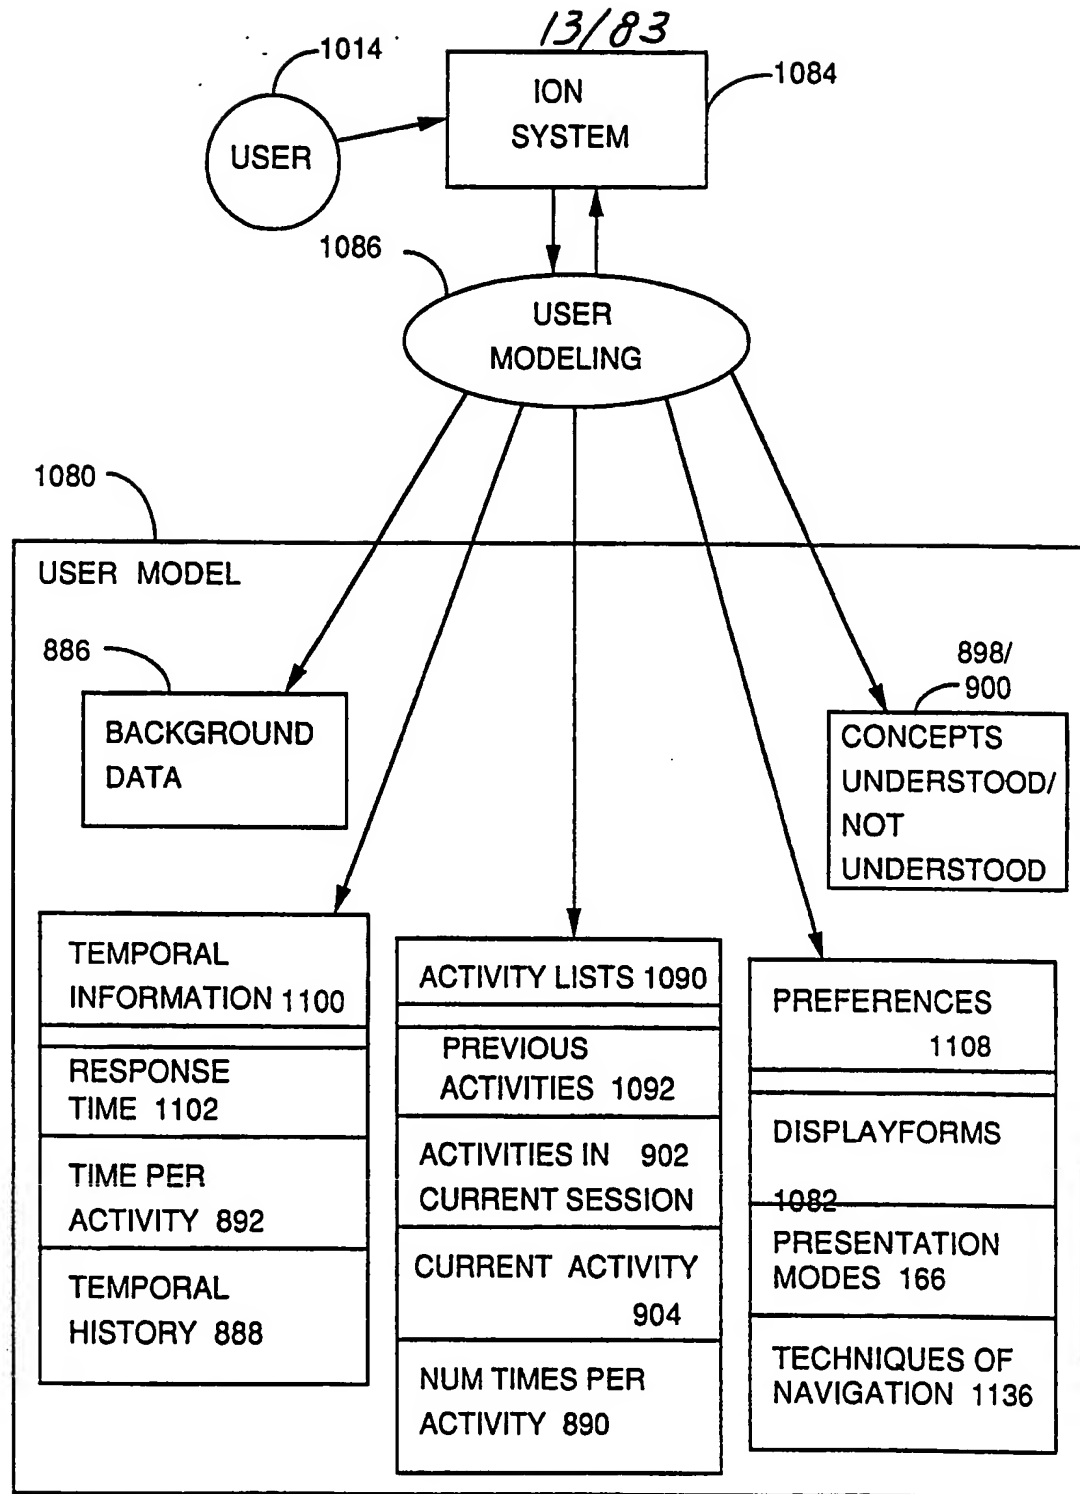 13/83
1014
ION
SYSTEM
1084
USER
1086
USER
MODELING
1080
USER MODEL
886
BACKGROUND
DATA
898/
900
CONCEPTS
UNDERSTOOD/
NOT
UNDERSTOOD
TEMPORAL
INFORMATION 1100
RESPONSE
TIME 1102
TIME PER
ACTIVITY 892
TEMPORAL
HISTORY 888
ACTIVITY LISTS 1090
PREVIOUS
ACTIVITIES 1092
ACTIVITIES IN 902
CURRENT SESSION
CURRENT ACTIVITY
904
NUM TIMES PER
ACTIVITY 890
PREFERENCES
1108
DISPLAYFORMS
1082
PRESENTATION
MODES 166
TECHNIQUES OF
NAVIGATION 1136